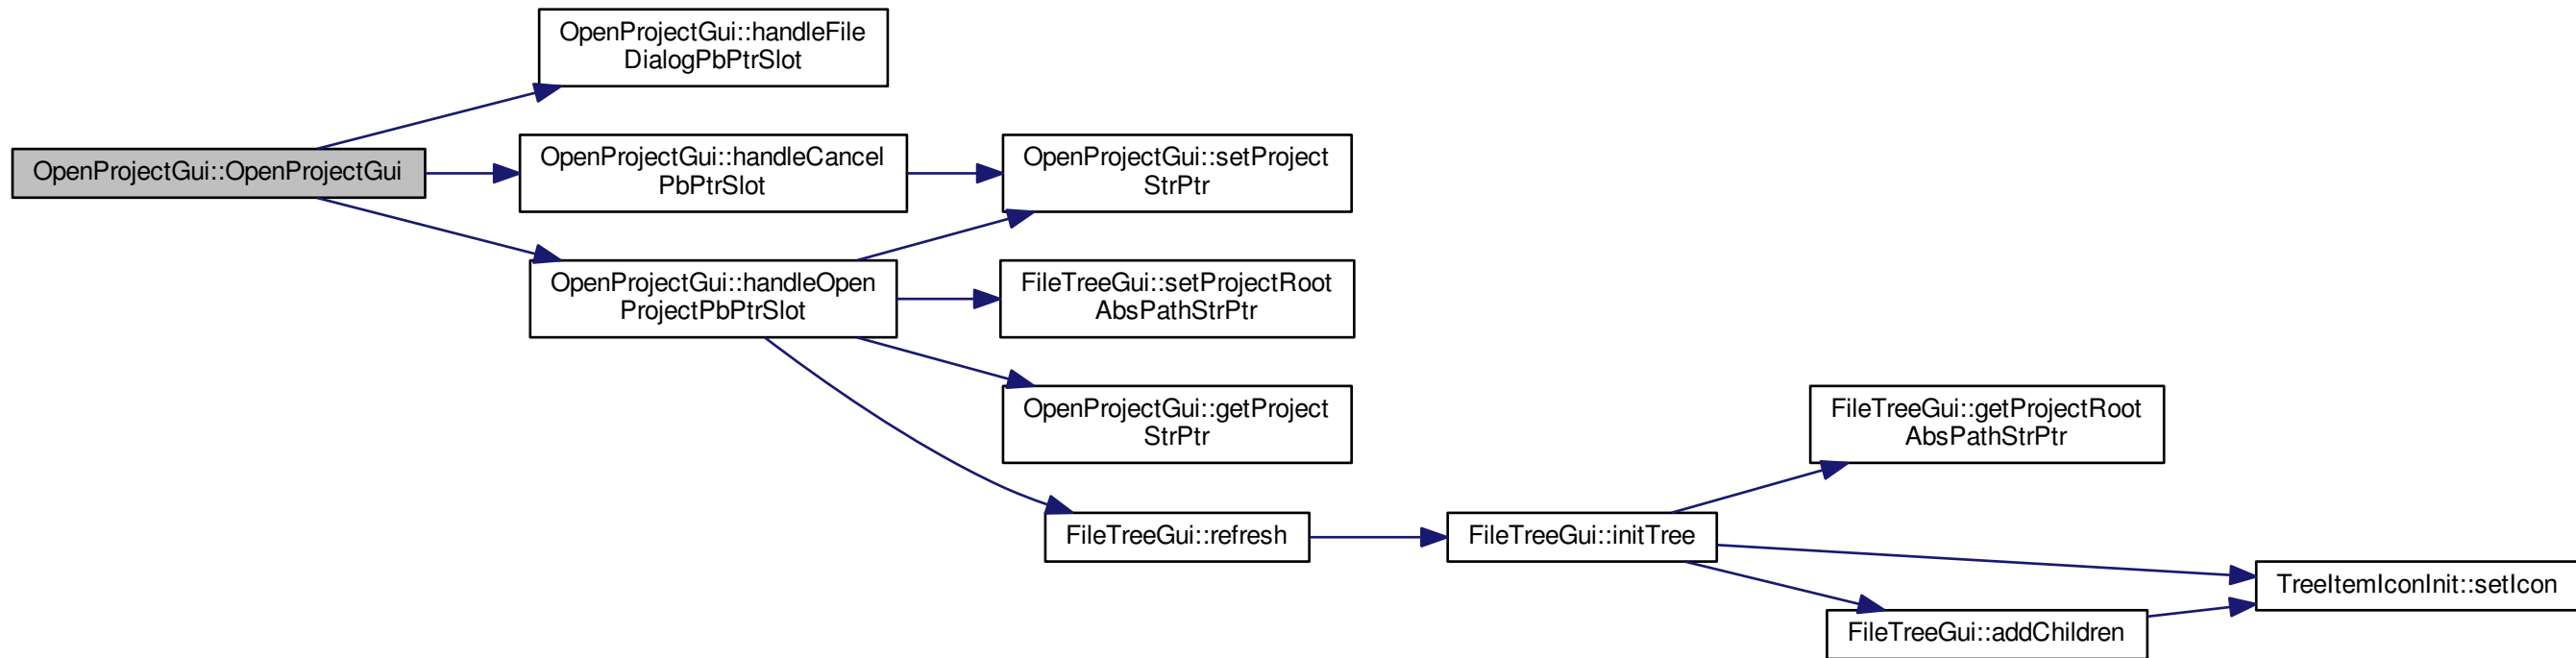 OpenProjectGui::OpenProjectGui
OpenProjectGui::handleFile
DialogPbPtrSlot
OpenProjectGui::handleCancel
PbPtrSlot
OpenProjectGui::handleOpen
ProjectPbPtrSlot
OpenProjectGui::setProject
StrPtr
FileTreeGui::setProjectRoot
AbsPathStrPtr
OpenProjectGui::getProject
StrPtr
FileTreeGui::refresh
FileTreeGui::initTree
FileTreeGui::getProjectRoot
AbsPathStrPtr
FileTreeGui::addChildren
TreeItemIconInit::setIcon